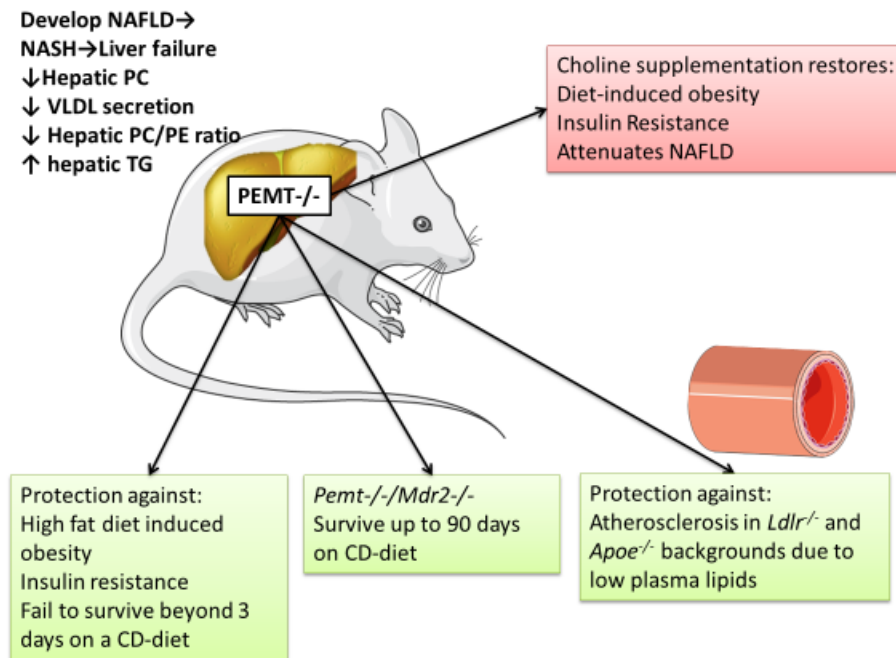 Develop NAFLD→
NASH→Liver failure
↓Hepatic PC
↓ VLDL secretion
↓ Hepatic PC/PE ratio
↑ hepatic TG
PEMT-/-
Choline supplementation restores:
Diet-induced obesity
Insulin Resistance
Attenuates NAFLD
Protection against:
High fat diet induced
obesity
Insulin resistance
Fail to survive beyond 3
days on a CD-diet
Pemt-/-/Mdr2-/-
Survive up to 90 days
on CD-diet
Protection against:
Atherosclerosis in Ldlr-/- and
Apoe-/- backgrounds due to
low plasma lipids